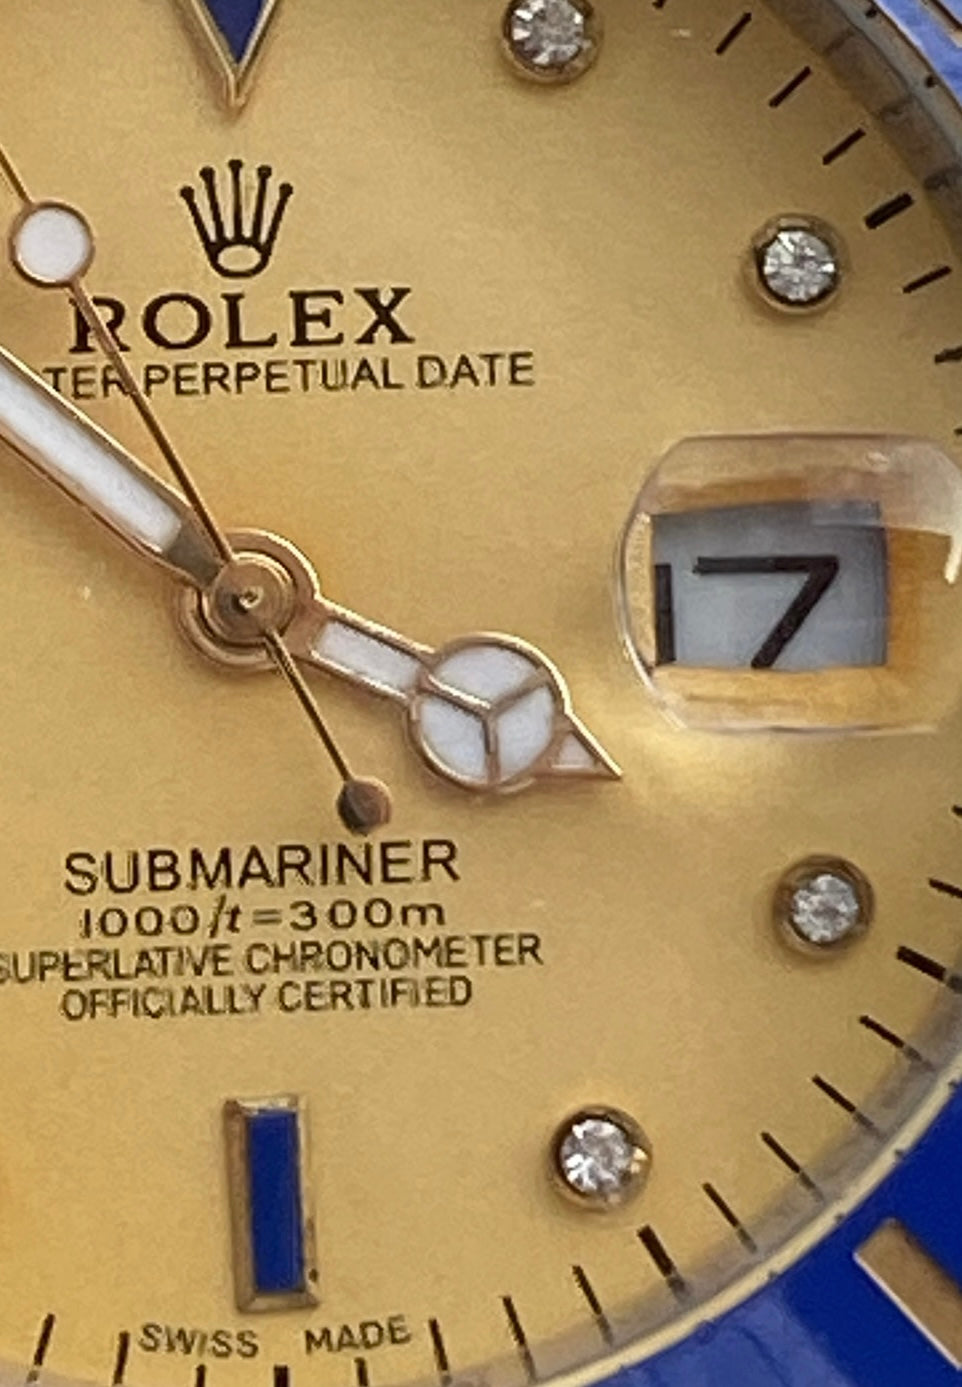 ROLEX
TER PERPETUAL DATE
17
SUBMARINER
1000ft=300m
SUPERLATIVE CHRONOMETER
OFFICIALLY CERTIFIED
SWISS MADE